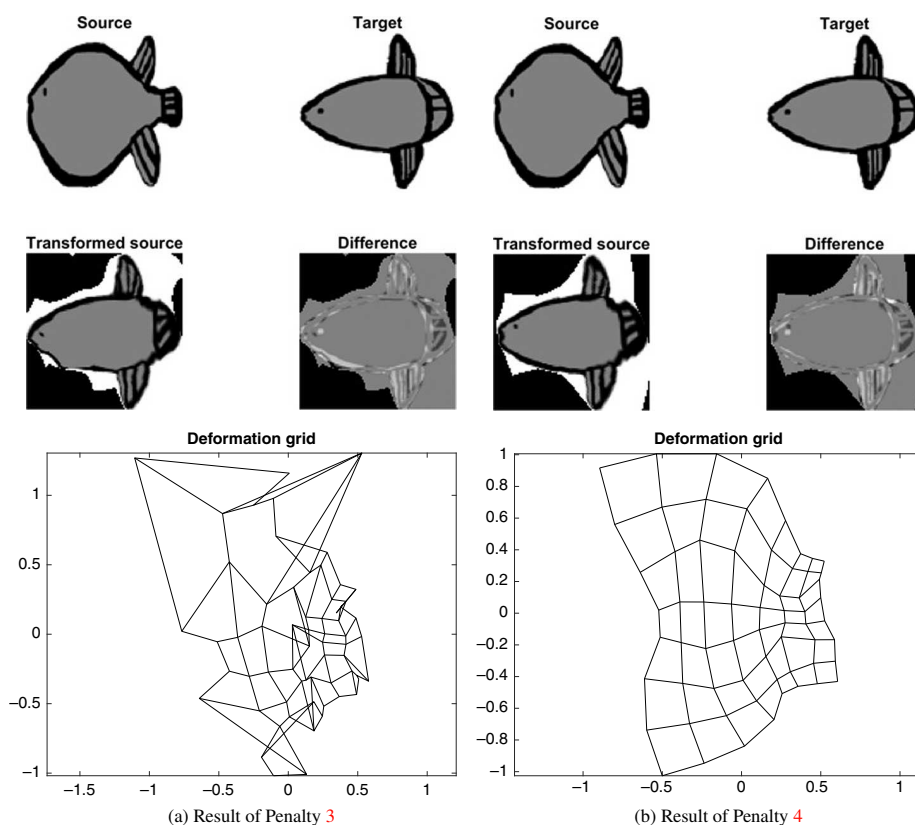 Source Target Source Target
Transformed source Difference Transformed source Difference
Deformation grid Deformation grid
1
0.5
0
−0.5
−1
−1.5 −1 −0.5 0 0.5 1
1
0.8
0.6
0.4
0.2
0
−0.2
−0.4
−0.6
−0.8
−1
−1 −0.5 0 0.5 1
(a) Result of Penalty 3 (b) Result of Penalty 4